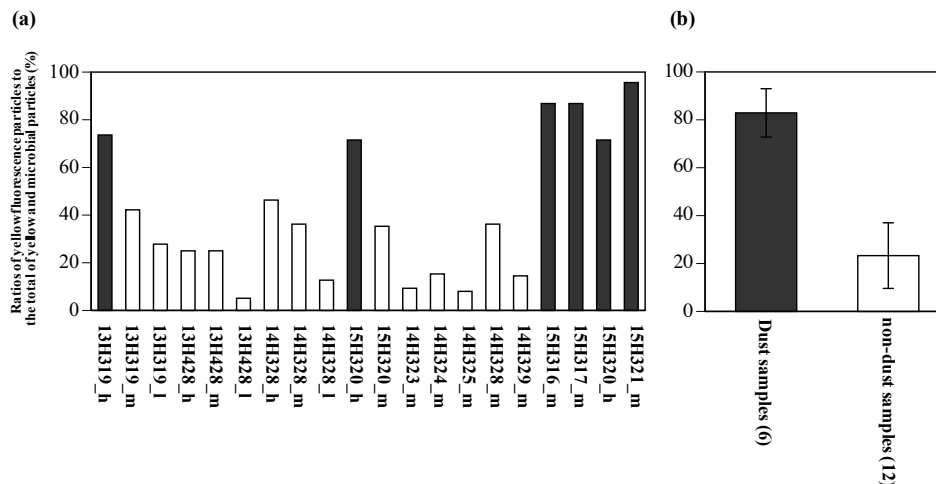 (a)
Ratios of yellow fluorescence particles to
the total of yellow and microbial particles (%)
100
80
60
40
20
0
13H319_h
13H319_m
13H319_l
13H428_h
13H428_m
13H428_l
14H328_h
14H328_m
14H328_l
15H320_h
15H320_m
14H323_m
14H324_m
14H325_m
14H328_m
14H329_m
15H316_m
15H317_m
15H320_h
15H321_m
(b)
100
80
60
40
20
0
Dust samples (6)
non-dust samples (12)